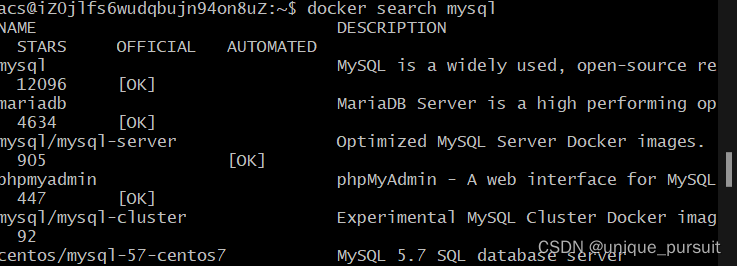 acs@iZ0jlfs6wudqbujn94on8uZ:~$ docker search mysql
NAME DESCRIPTION
STARS OFFICIAL AUTOMATED
mysql MySQL is a widely used, open-source re
12096 [OK]
mariadb MariaDB Server is a high performing op
4634 [OK]
mysql/mysql-server Optimized MySQL Server Docker images.
905 [OK]
phpmyadmin phpMyAdmin - A web interface for MySQL
447 [OK]
mysql/mysql-cluster Experimental MySQL Cluster Docker imag
92
centos/mysql-57-centos7 MySQL 5.7 SQL database server
CSDN @unique_pursuit